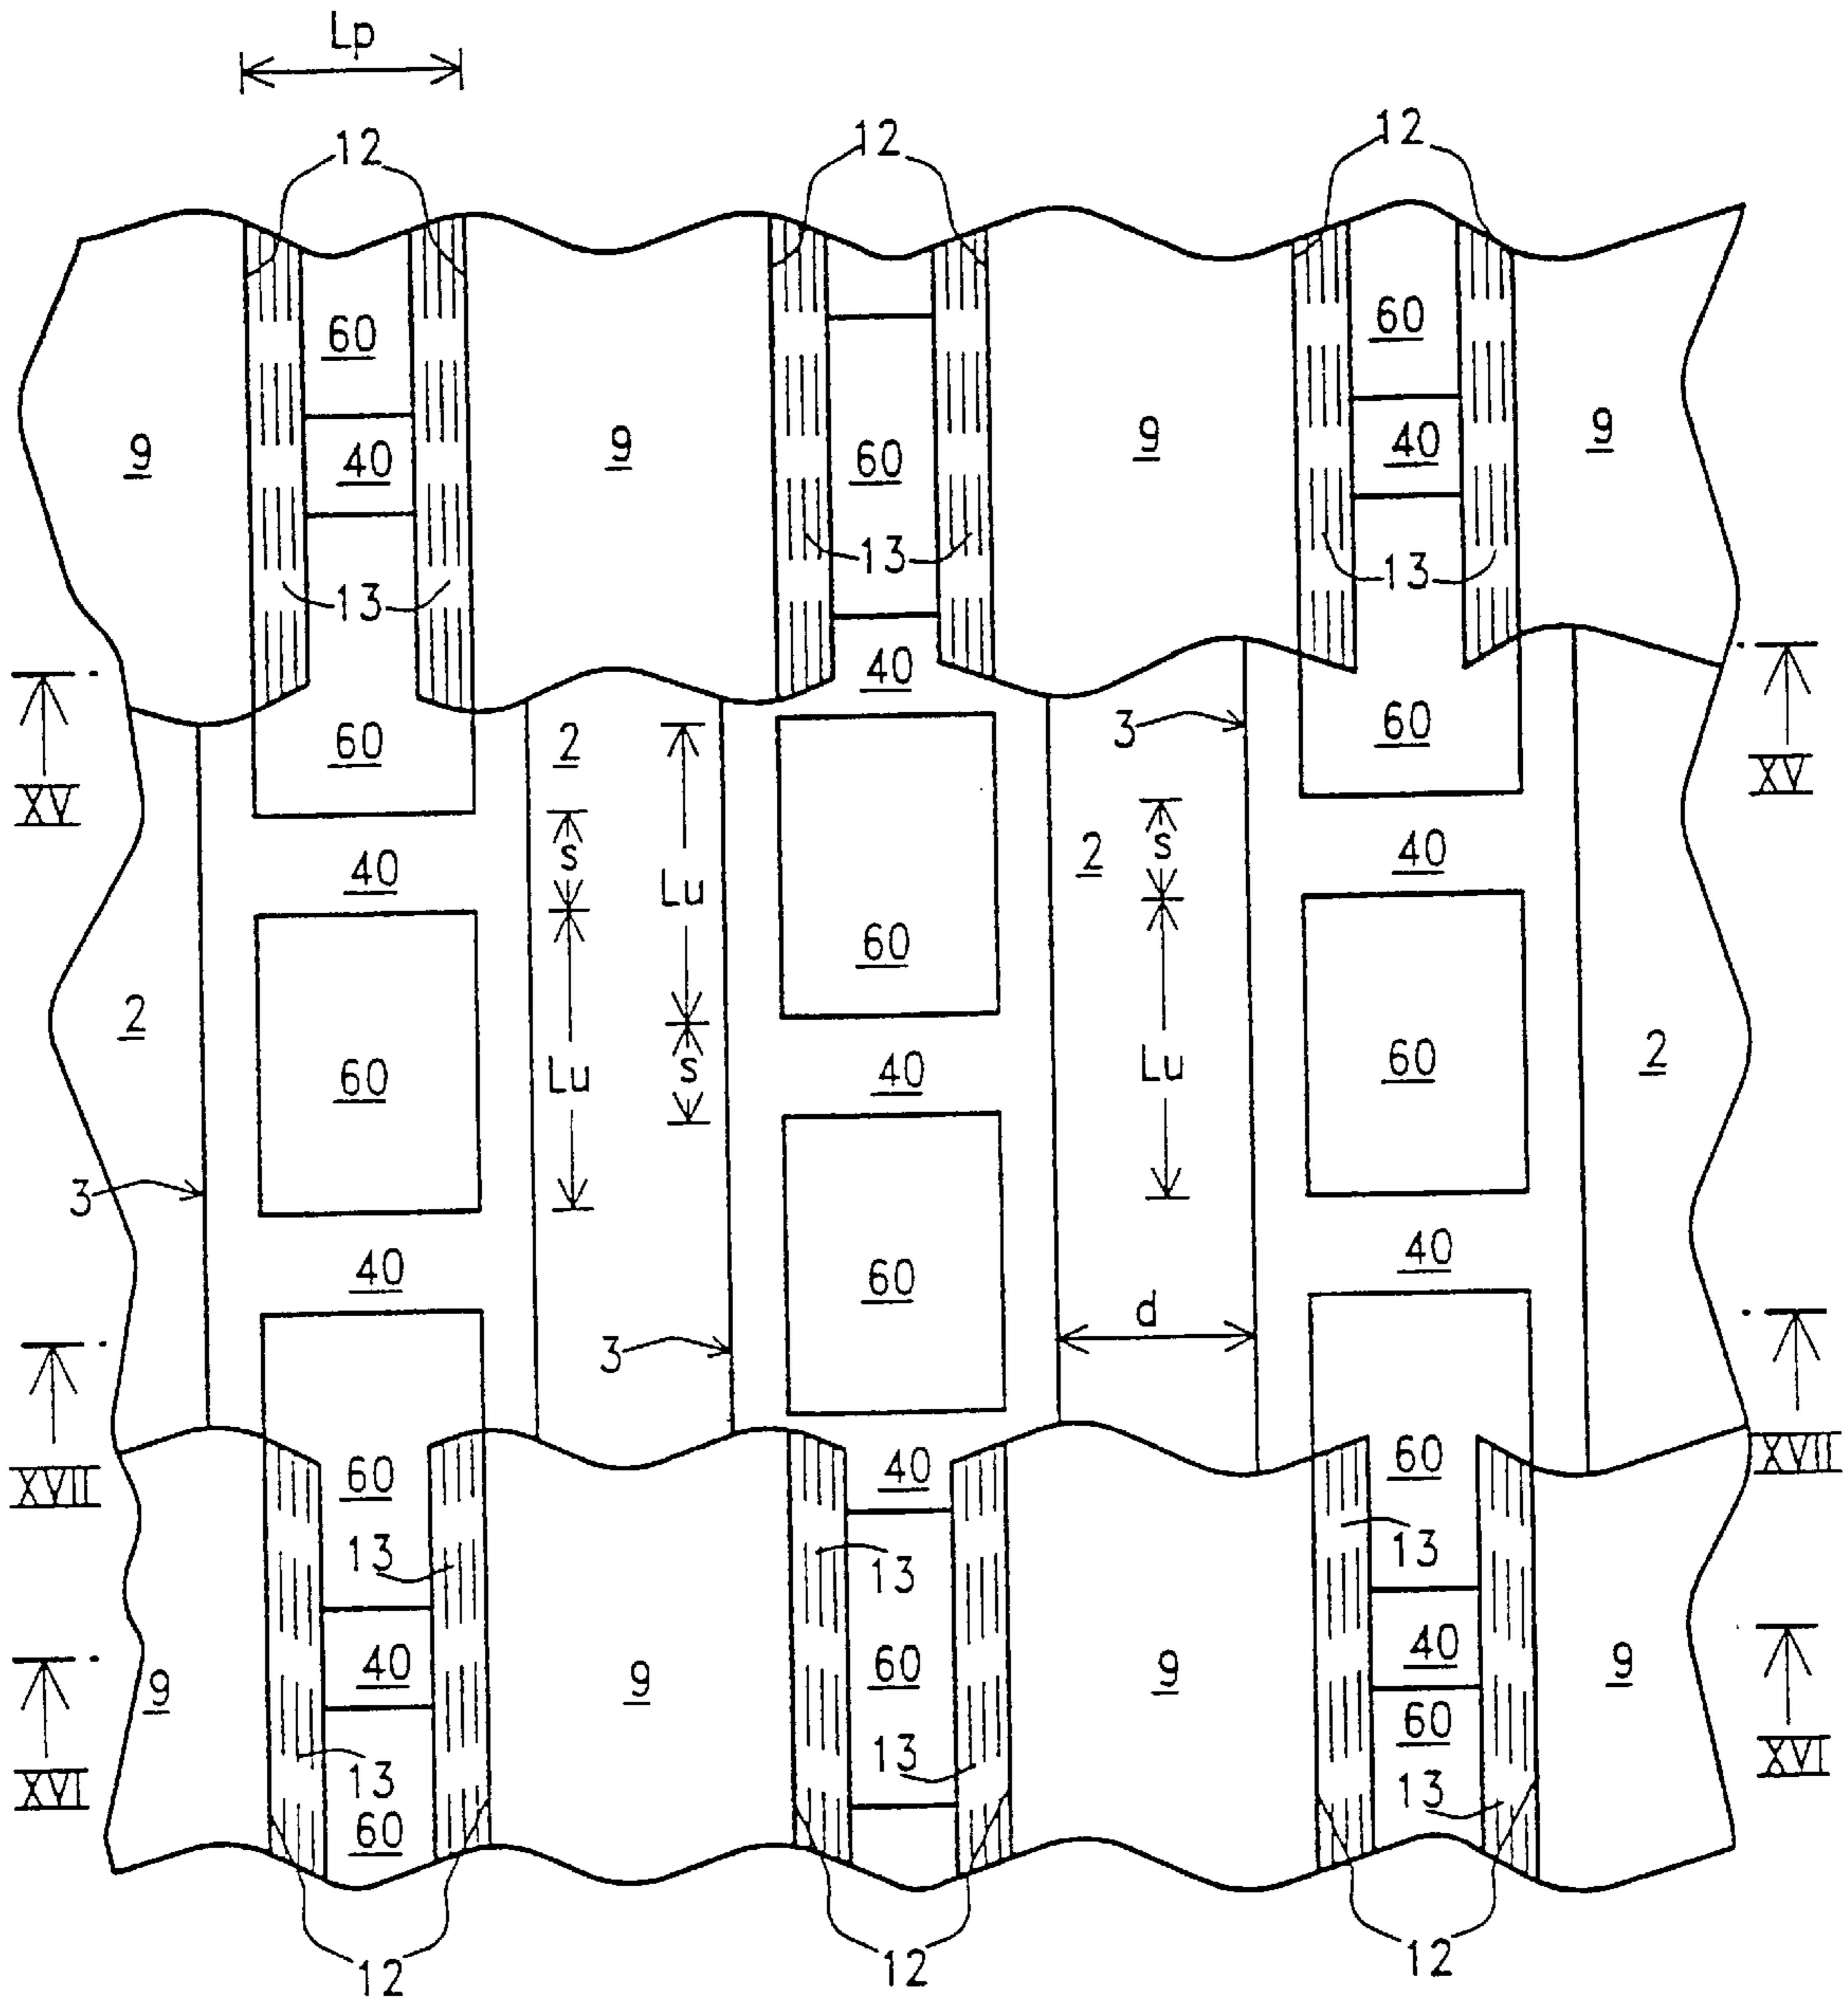 Lp
12 12 12
60 60
9 40 9 60 9 40 9
13 13 13
40
XV 60 2 3 60 XV
40 s Lu 2 s 40
60
2 60 Lu s 40 Lu 60 2
3
40 60 40
3 d
XVII 60 40 60 XVII
13 13 13
9 40 9 60 9 40 9
XVI 13 60 13 60 13 XVI
12 12 12